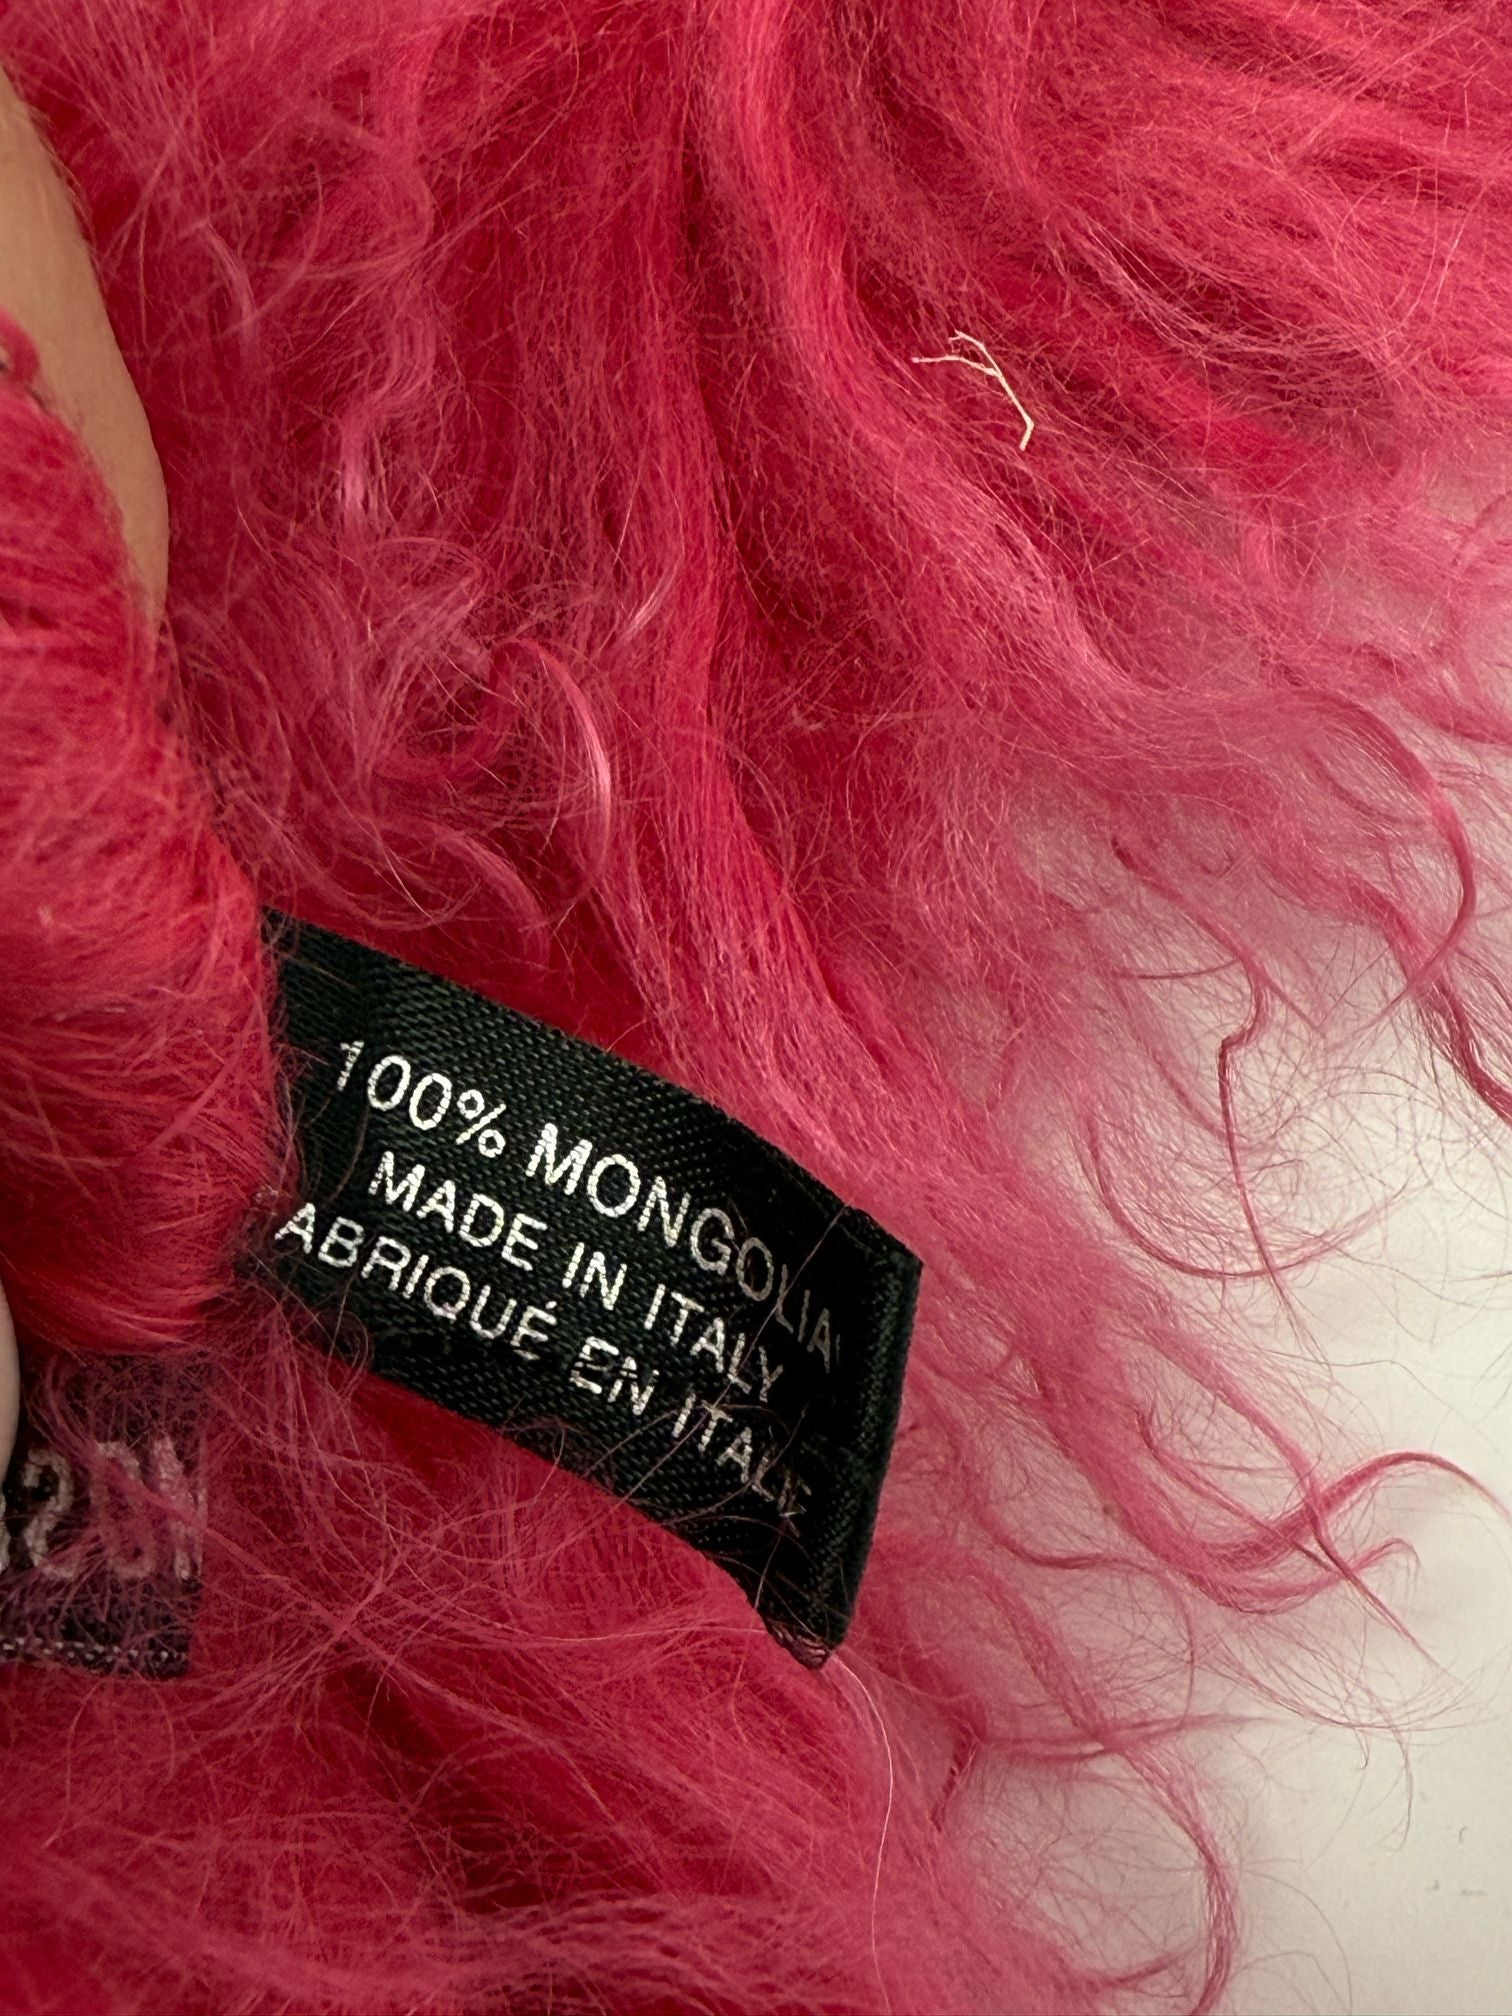 100% MONGOLIA
MADE IN ITALY
ABRIQUÉ EN ITALIE